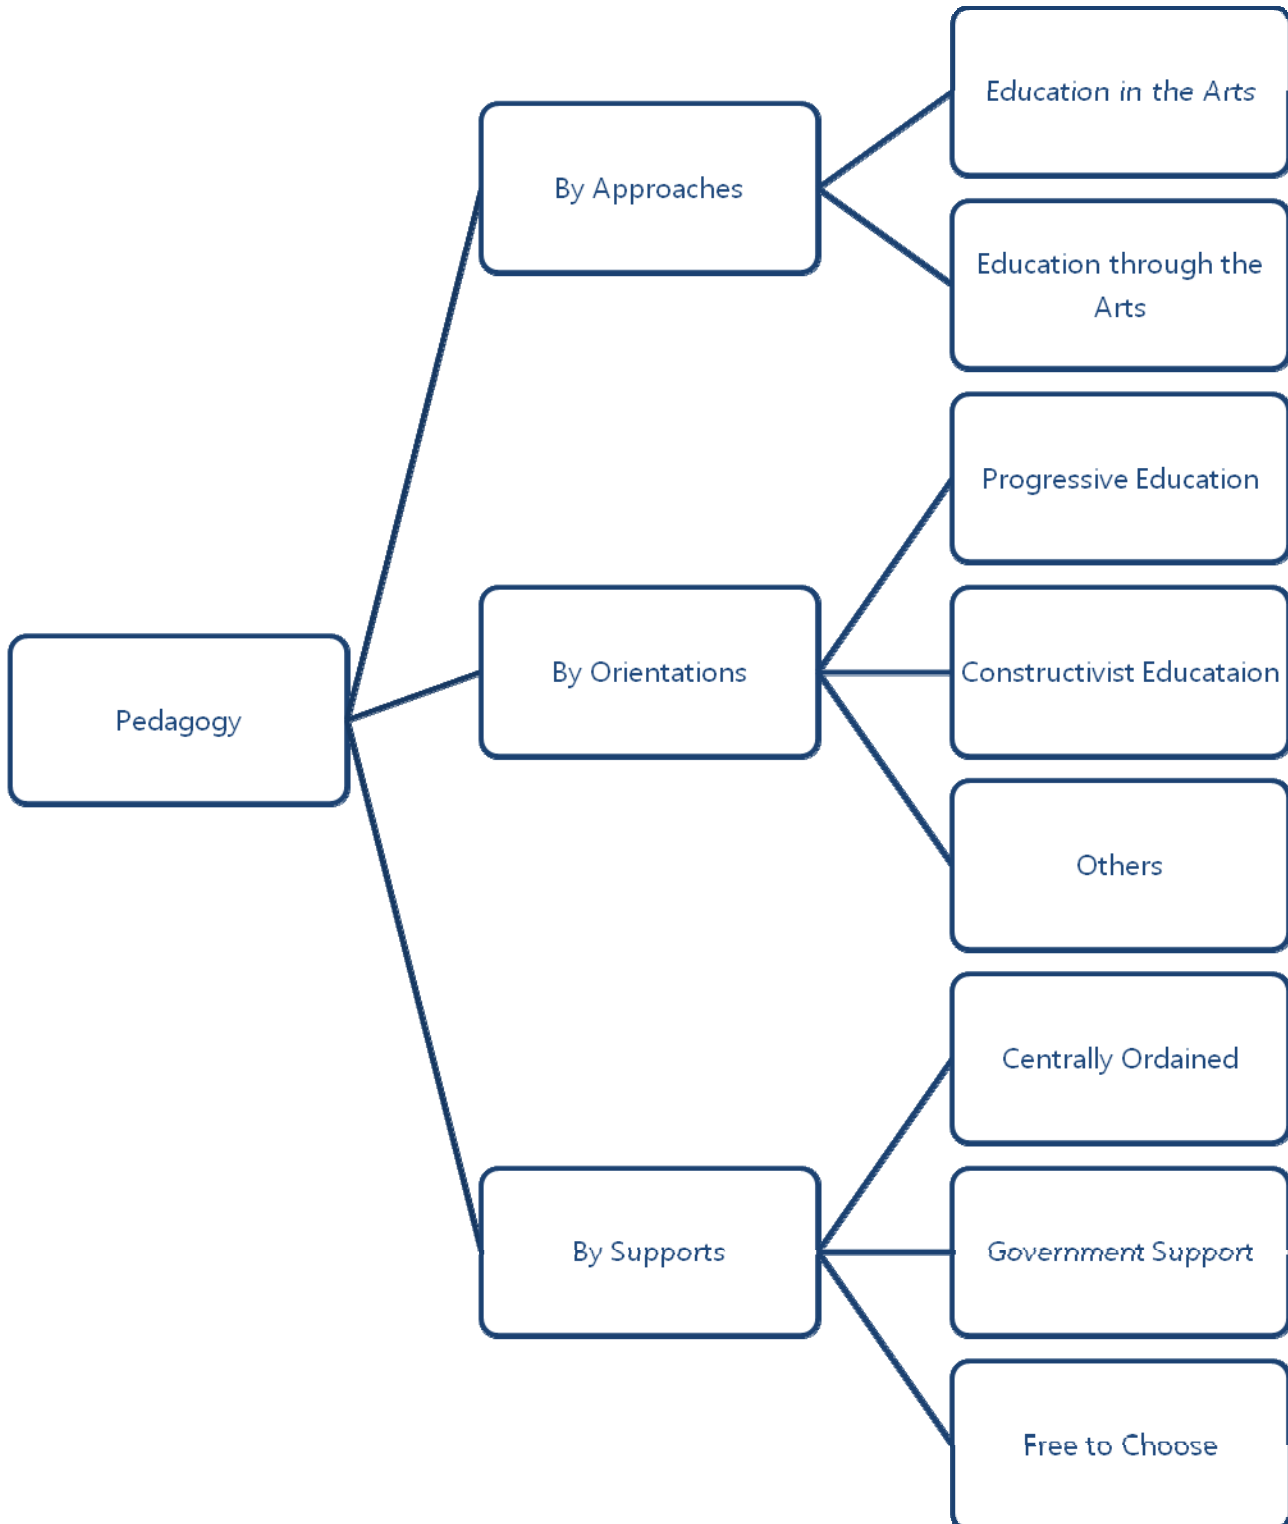 Pedagogy
By Approaches
Education in the Arts
Education through the
Arts
By Orientations
Progressive Education
Constructivist Educataion
Others
By Supports
Centrally Ordained
Government Support
Free to Choose